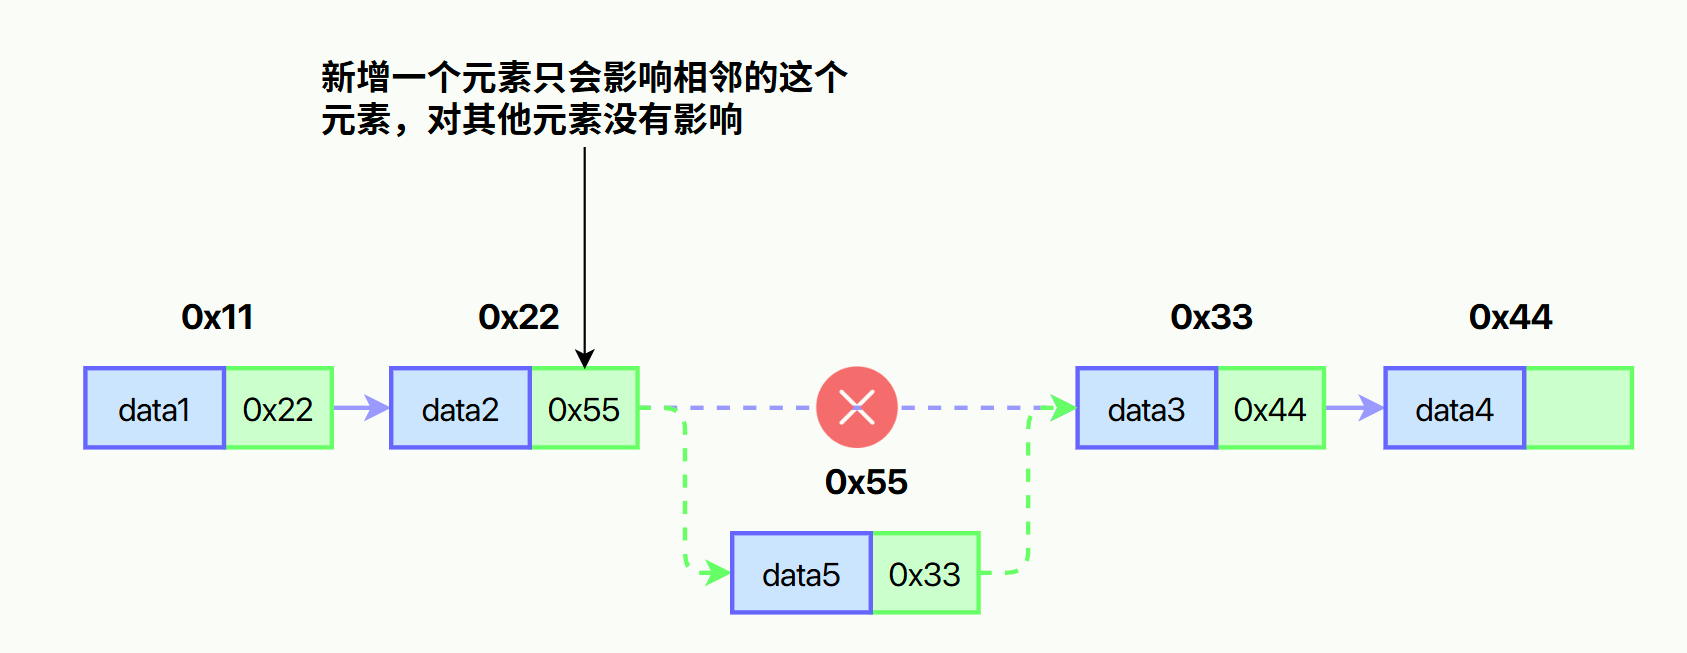 新增一个元素只会影响相邻的这个
元素，对其他元素没有影响
0x11
0x22
0x33
0x44
data1
0x22
data2
0x55
data3
0x44
data4
0x55
data5
0x33